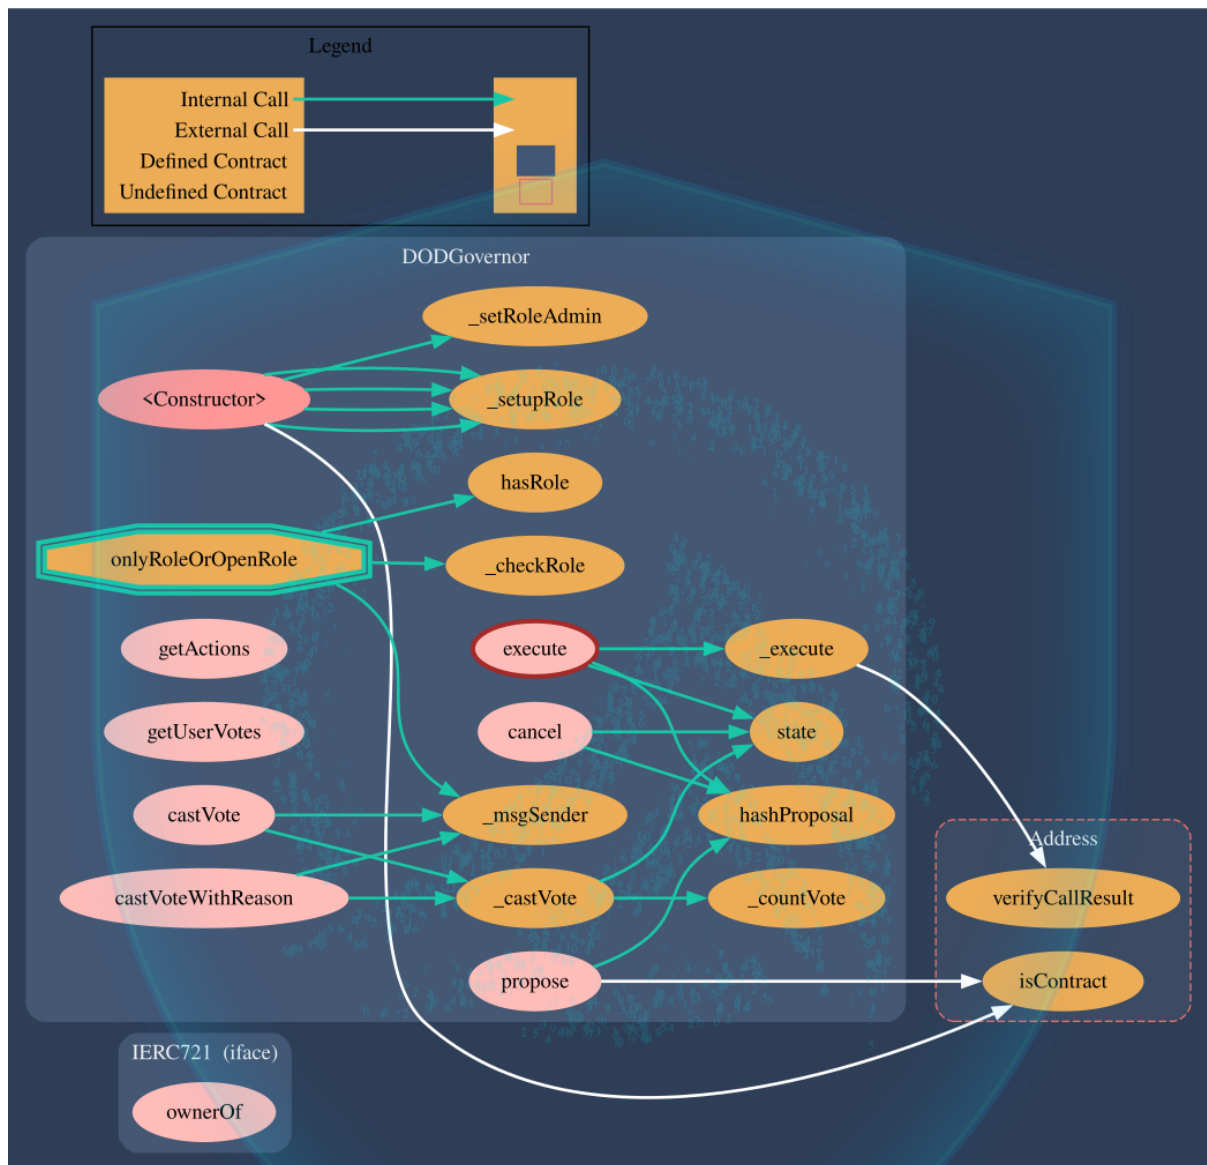 Legend
Internal Call
External Call
Defined Contract
Undefined Contract
DODGovernor
_setRoleAdmin
<Constructor>
_setupRole
hasRole
onlyRoleOrOpenRole
_checkRole
getActions
execute
_execute
getUserVotes
cancel
state
castVote
_msgSender
hashProposal
Address
castVoteWithReason
_castVote
_countVote
verifyCallResult
propose
isContract
IERC721 (iface)
ownerOf